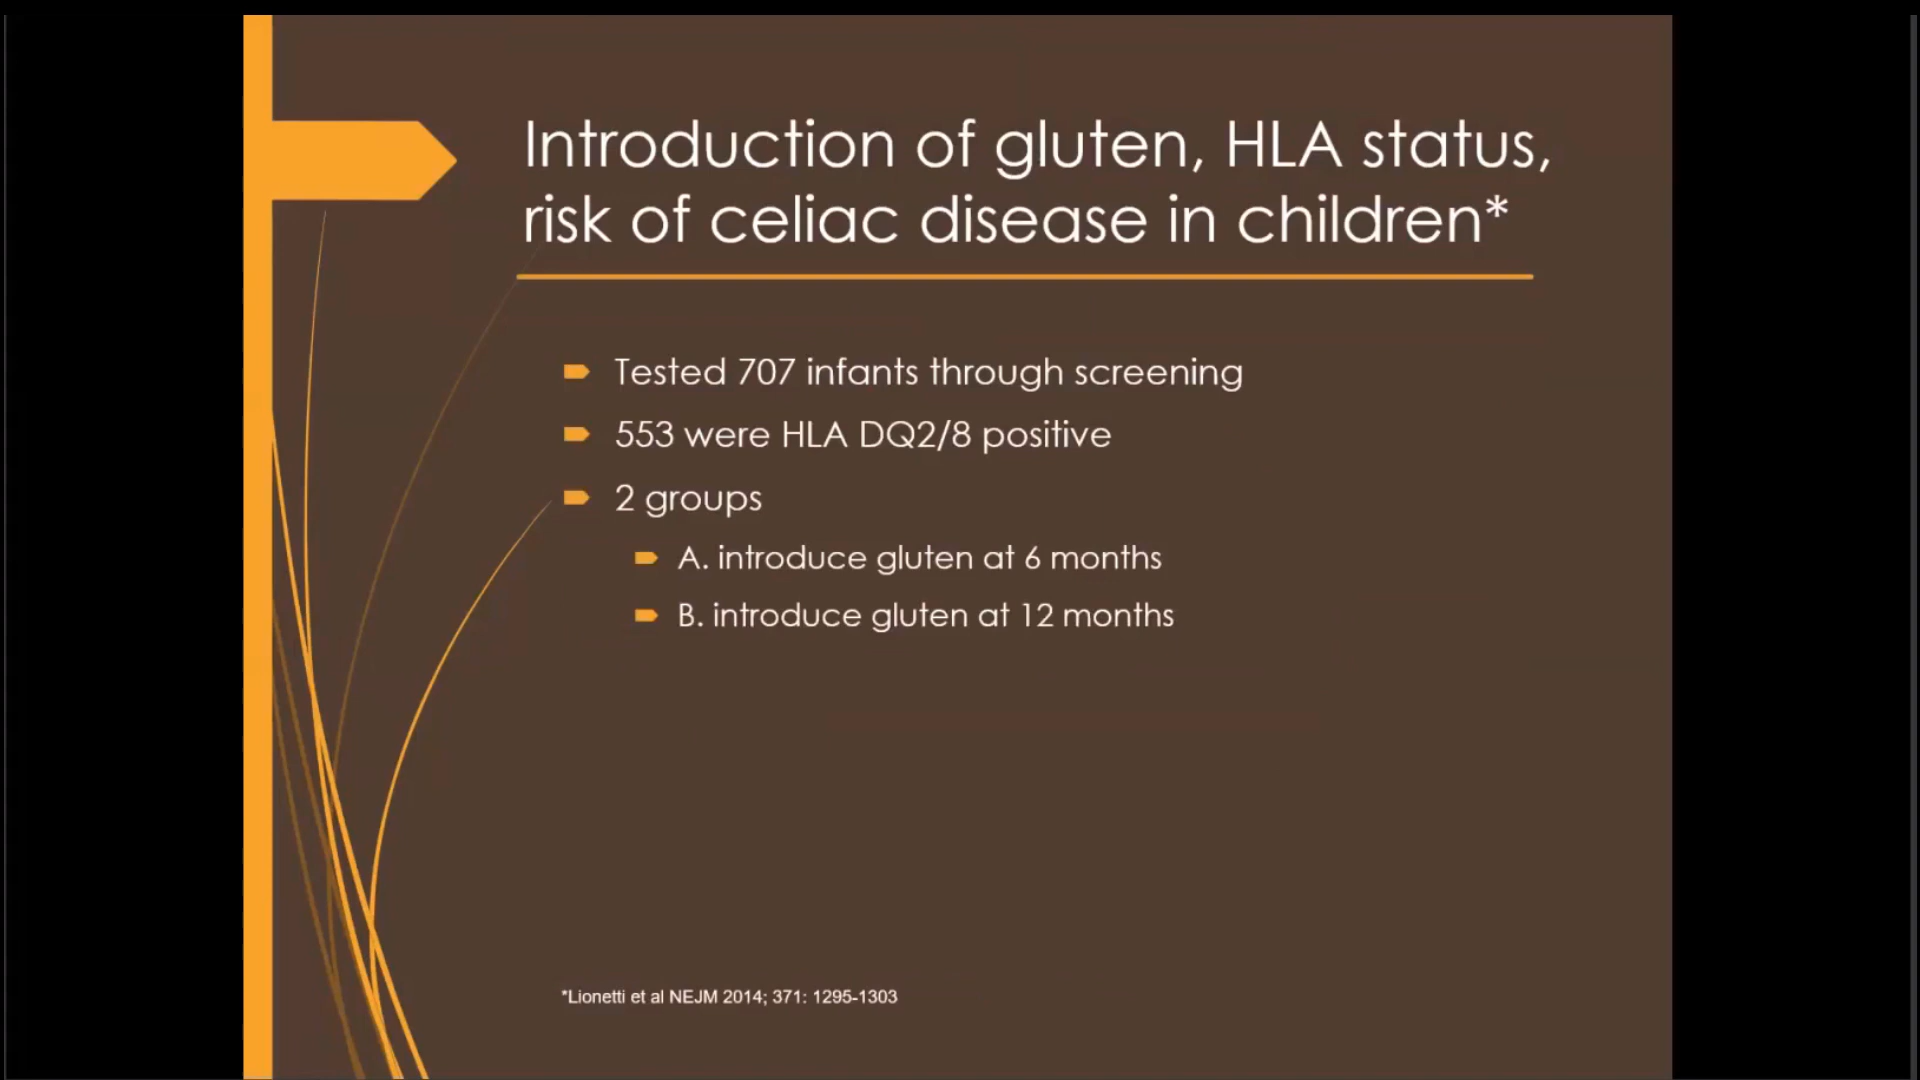 Introduction of gluten, HLA status,
risk of celiac disease in children*
Tested 707 infants through screening
553 were HLA DQ2/8 positive
2 groups
A. introduce gluten at 6 months
B. introduce gluten at 12 months
*Lionetti et al NEJM 2014; 371: 1295-1303